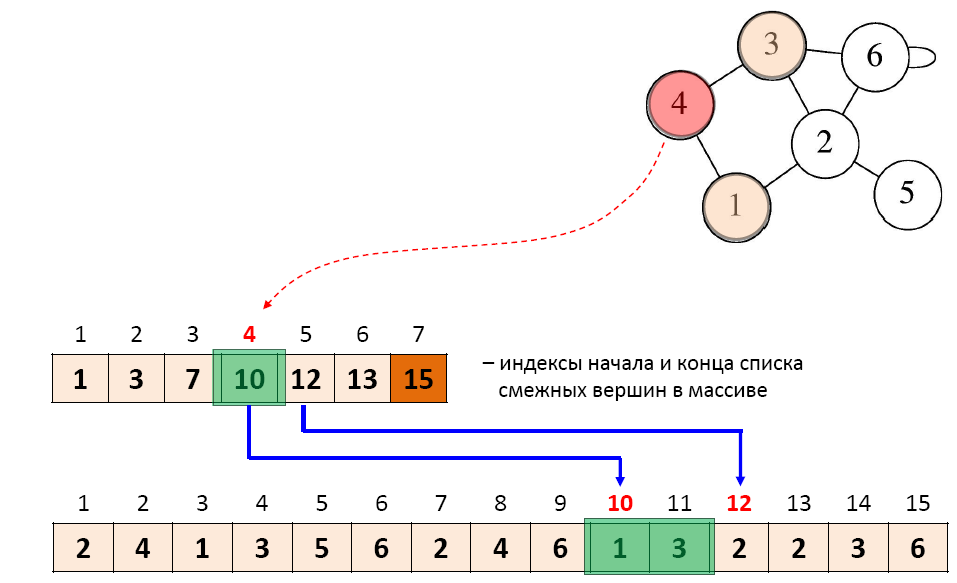 3
6
4
2
5
1
1 2 3 4 5 6 7
1 3 7 10 12 13 15
– индексы начала и конца списка
смежных вершин в массиве
1 2 3 4 5 6 7 8 9 10 11 12 13 14 15
2 4 1 3 5 6 2 4 6 1 3 2 2 3 6